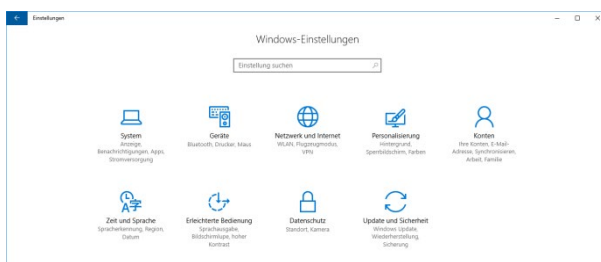 Einstellungen
Windows-Einstellungen
Einstellung suchen
System
Anzeige,
Benachrichtigungen, Apps,
Stromversorgung
Geräte
Bluetooth, Drucker, Maus
Netzwerk und Internet
WLAN, Flugzeugmodus,
VPN
Personalisierung
Hintergrund,
Sperrbildschirm, Farben
Konten
Ihre Konten, E-Mail-
Adresse, Synchronisieren,
Arbeit, Familie
Zeit und Sprache
Spracherkennung, Region,
Datum
Erleichterte Bedienung
Sprachausgabe,
Bildschirmlupe, hoher
Kontrast
Datenschutz
Standort, Kamera
Update und Sicherheit
Windows Update,
Wiederherstellung,
Sicherung